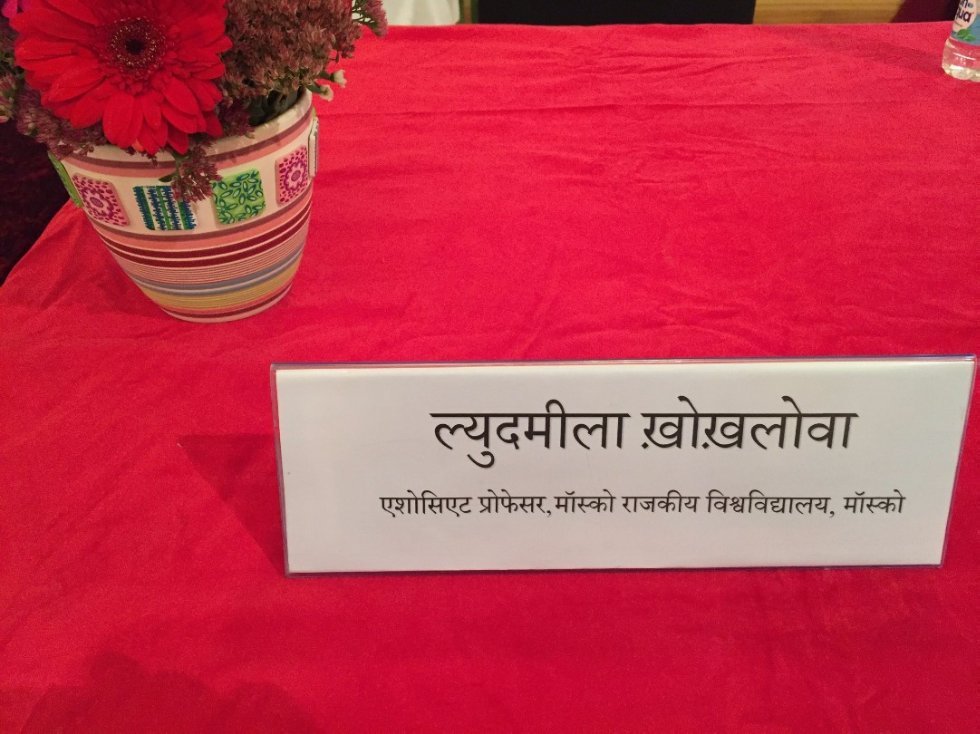 ल्युदमीला ख़ोख़लोवा
एशोसिएट प्रोफेसर, मॉस्को राजकीय विश्वविद्यालय, मॉस्को